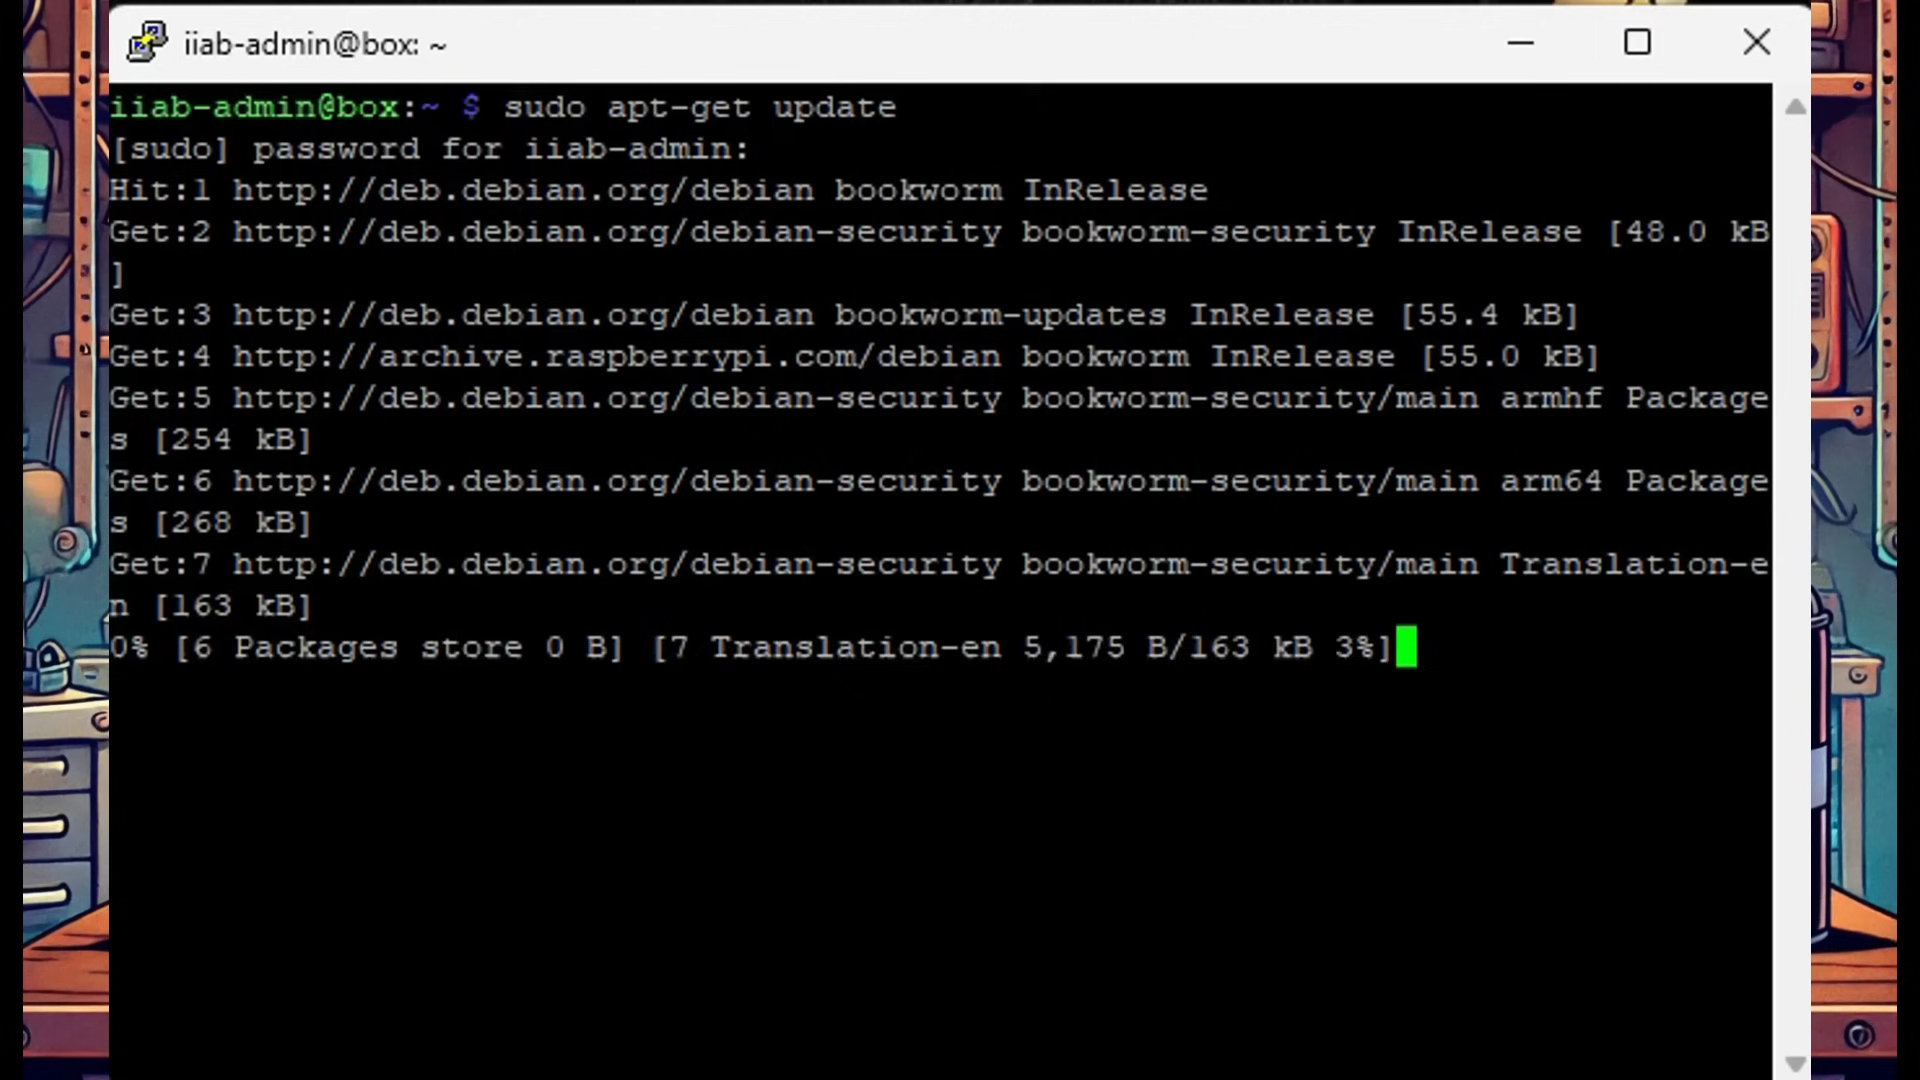 iiab-admin@box: ~
iiab-admin@box:~ $ sudo apt-get update
[sudo] password for iiab-admin:
Hit:1 http://deb.debian.org/debian bookworm InRelease
Get:2 http://deb.debian.org/debian-security bookworm-security InRelease [48.0 kB
]
Get:3 http://deb.debian.org/debian bookworm-updates InRelease [55.4 kB]
Get:4 http://archive.raspberrypi.com/debian bookworm InRelease [55.0 kB]
Get:5 http://deb.debian.org/debian-security bookworm-security/main armhf Package
s [254 kB]
Get:6 http://deb.debian.org/debian-security bookworm-security/main arm64 Package
s [268 kB]
Get:7 http://deb.debian.org/debian-security bookworm-security/main Translation-e
n [163 kB]
0% [6 Packages store 0 B] [7 Translation-en 5,175 B/163 kB 3%]